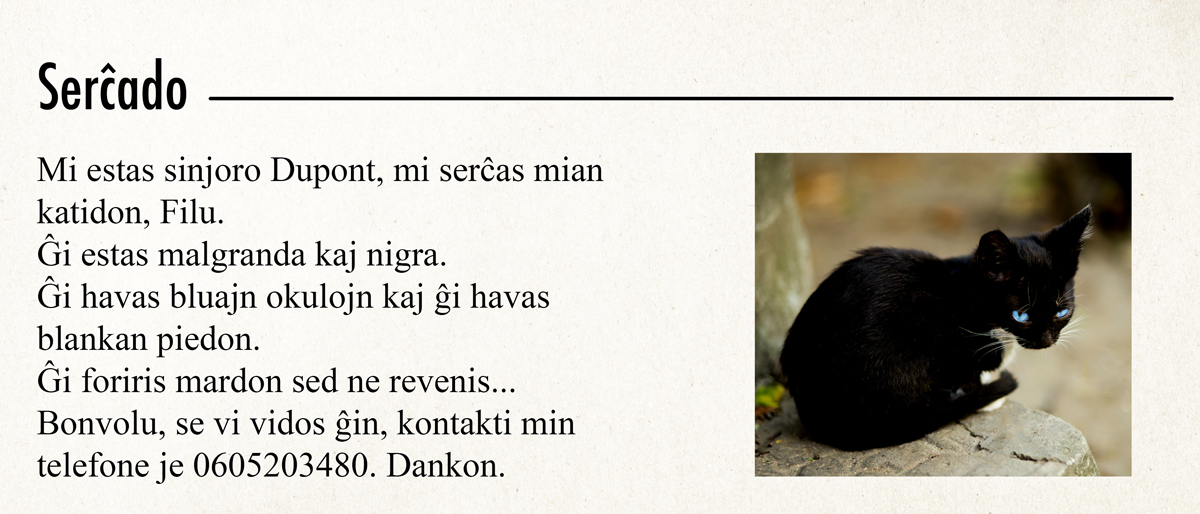 Serĉado
Mi estas sinjoro Dupont, mi serĉas mian
katidon, Filu.
Ĝi estas malgranda kaj nigra.
Ĝi havas bluajn okulojn kaj ĝi havas
blankan piedon.
Ĝi foriris mardon sed ne revenis...
Bonvolu, se vi vidos ĝin, kontakti min
telefone je 0605203480. Dankon.